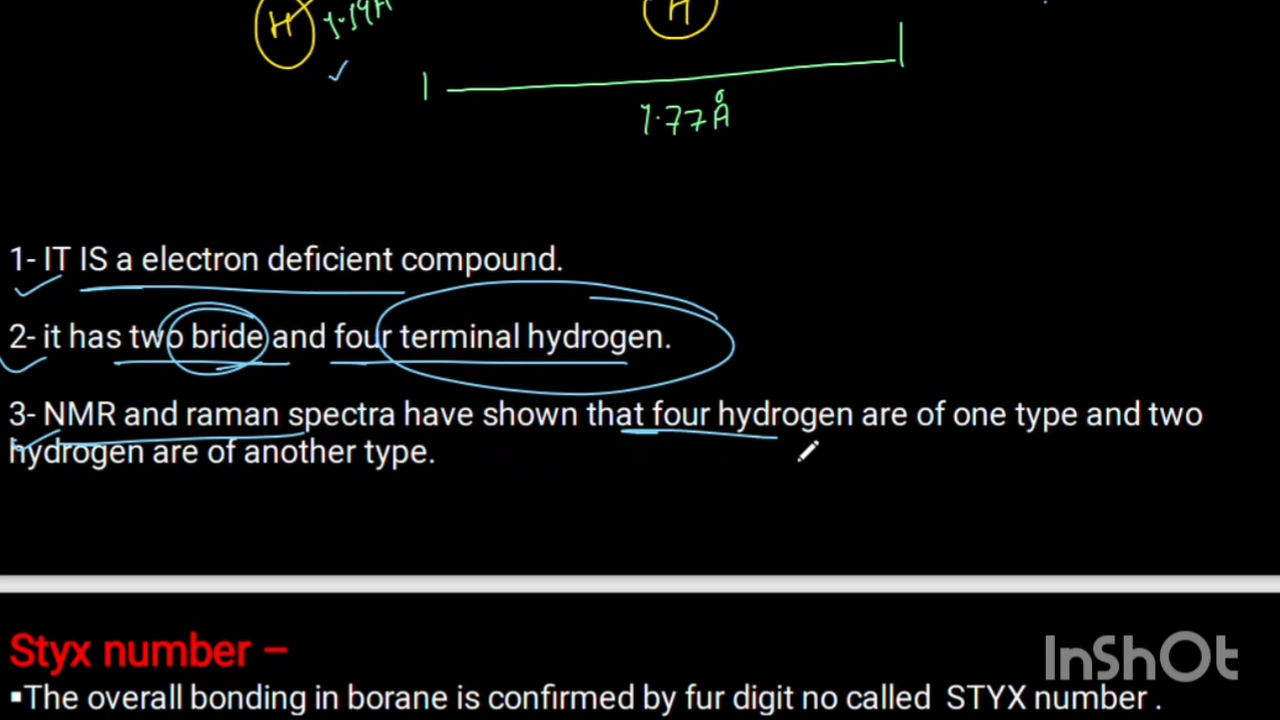 H
H
1.77Å
1- IT IS a electron deficient compound.
2- it has two bride and four terminal hydrogen.
3- NMR and raman spectra have shown that four hydrogen are of one type and two
hydrogen are of another type.
Styx number –
▪The overall bonding in borane is confirmed by fur digit no called STYX number .
InShOt